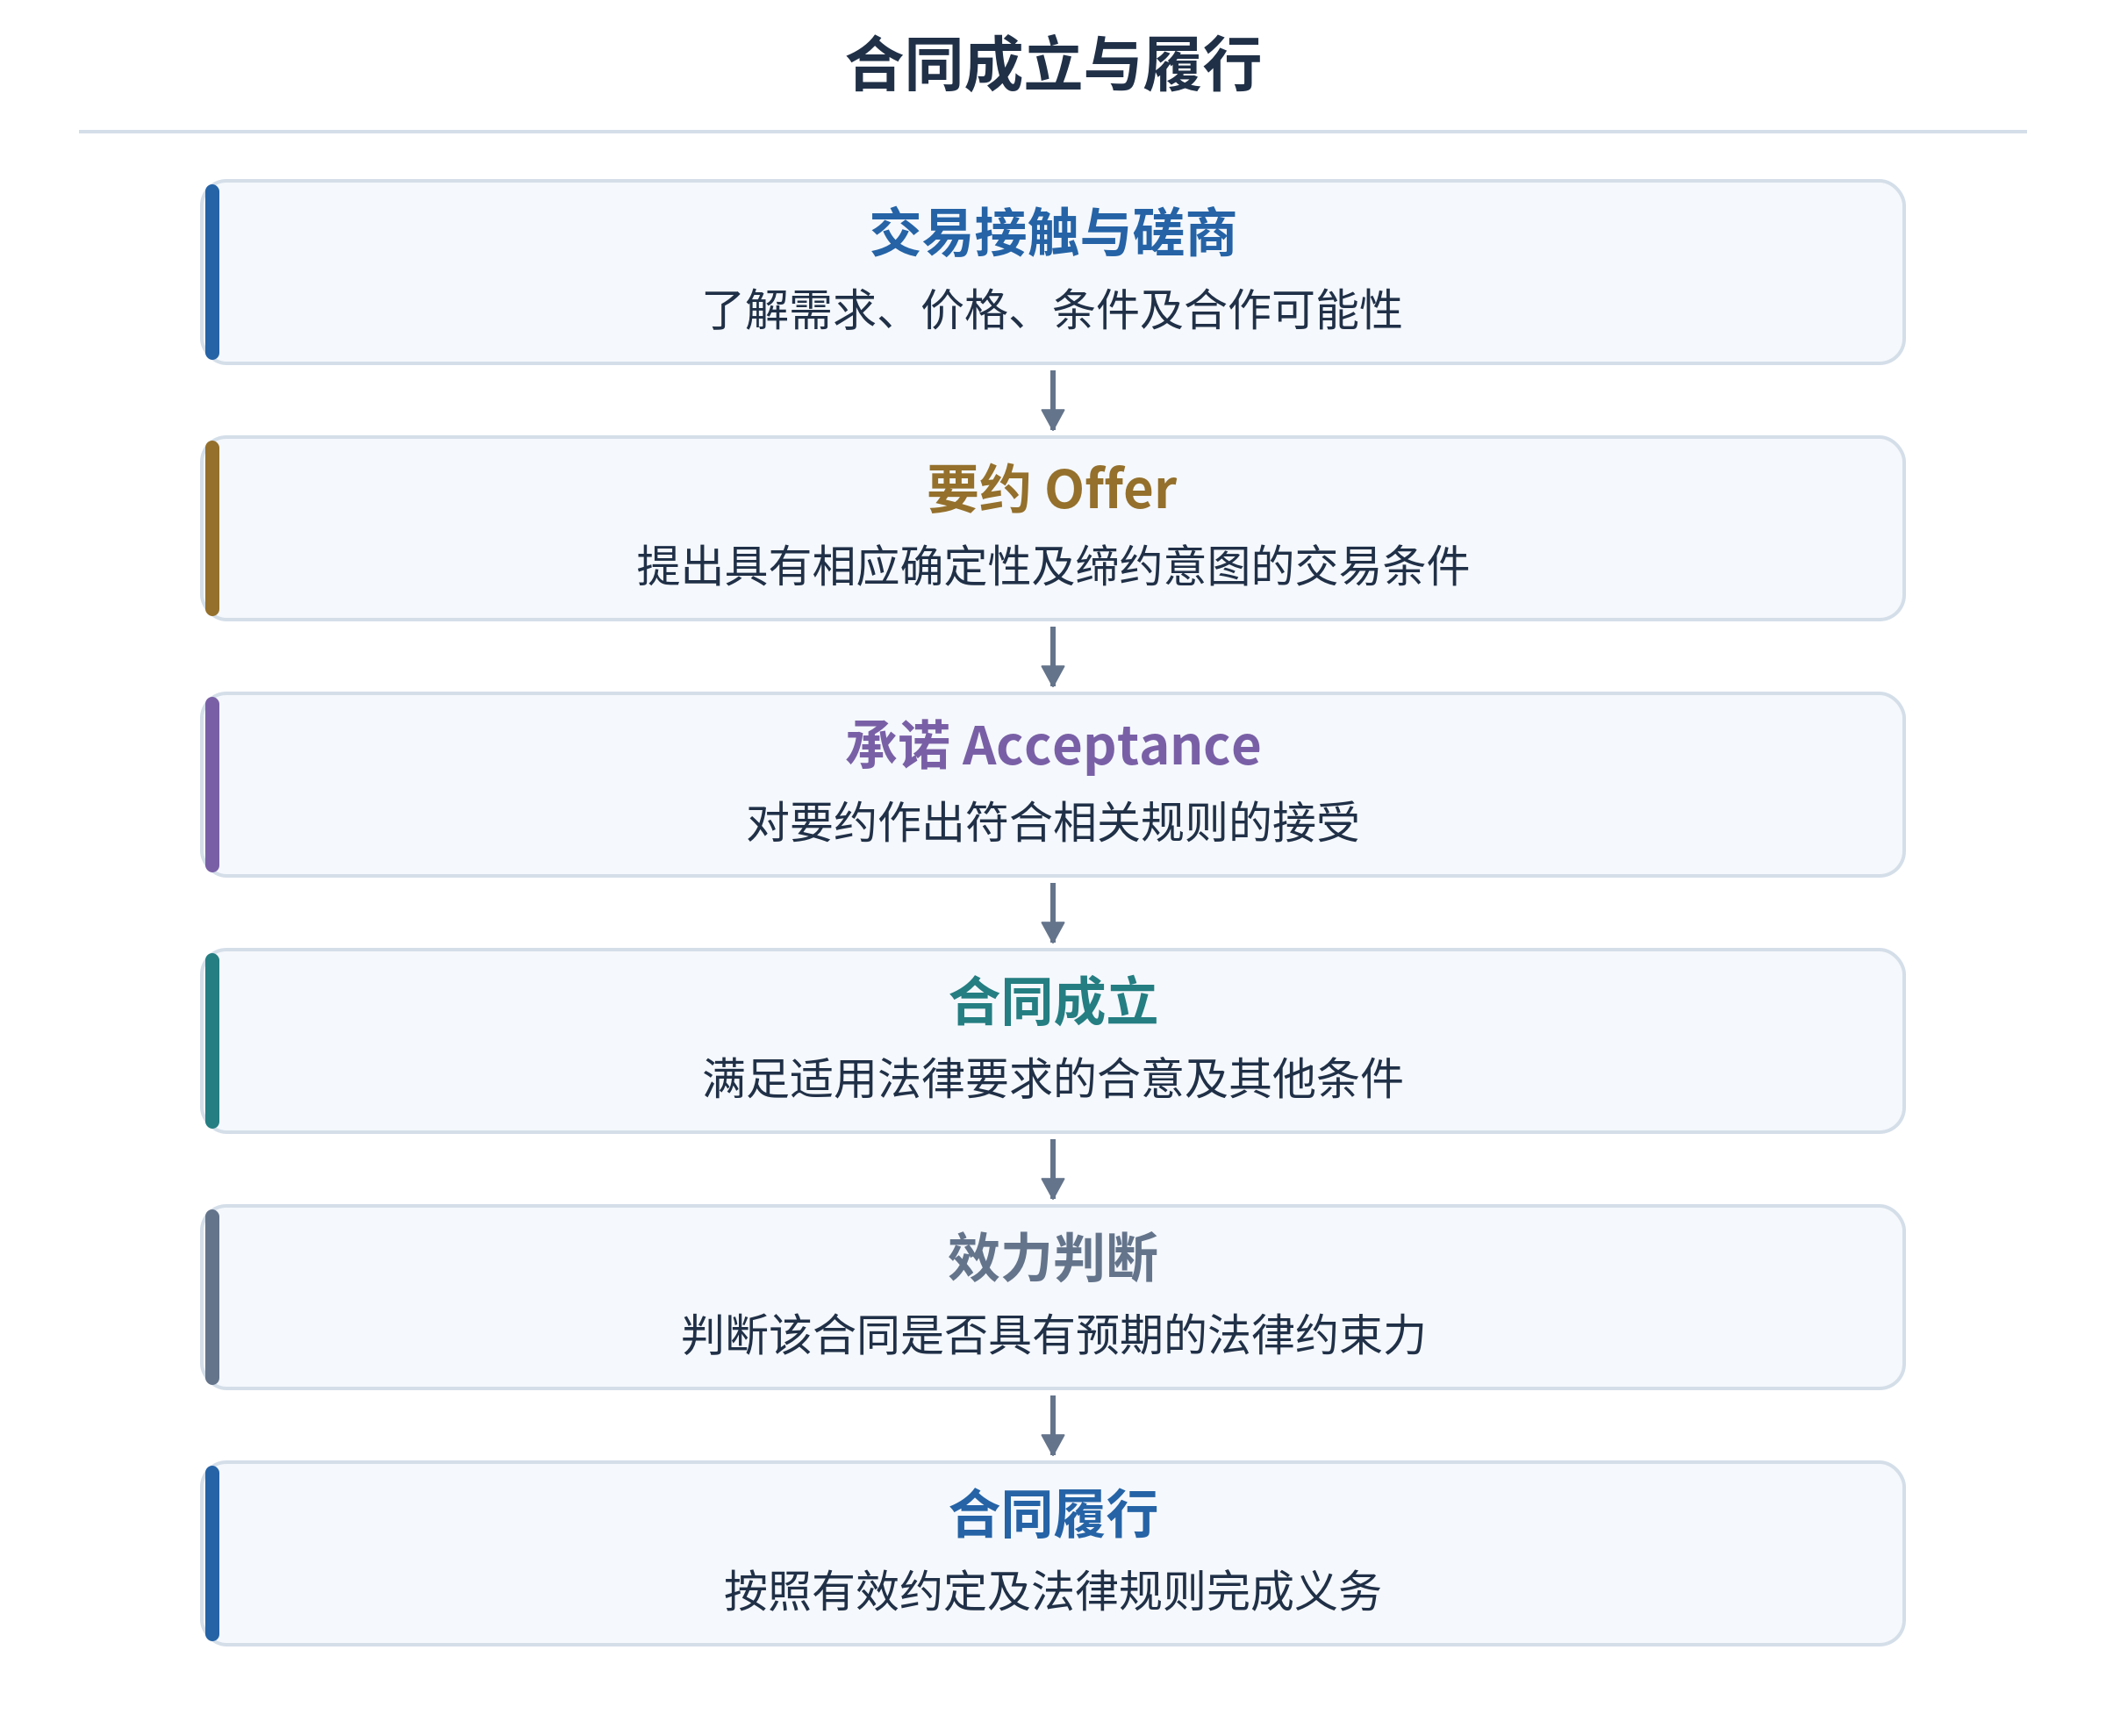 合同成立与履行
交易接触与磋商
了解需求、价格、条件及合作可能性
要约 Offer
提出具有相应确定性及缔约意图的交易条件
承诺 Acceptance
对要约作出符合相关规则的接受
合同成立
满足适用法律要求的合意及其他条件
效力判断
判断该合同是否具有预期的法律约束力
合同履行
按照有效约定及法律规则完成义务